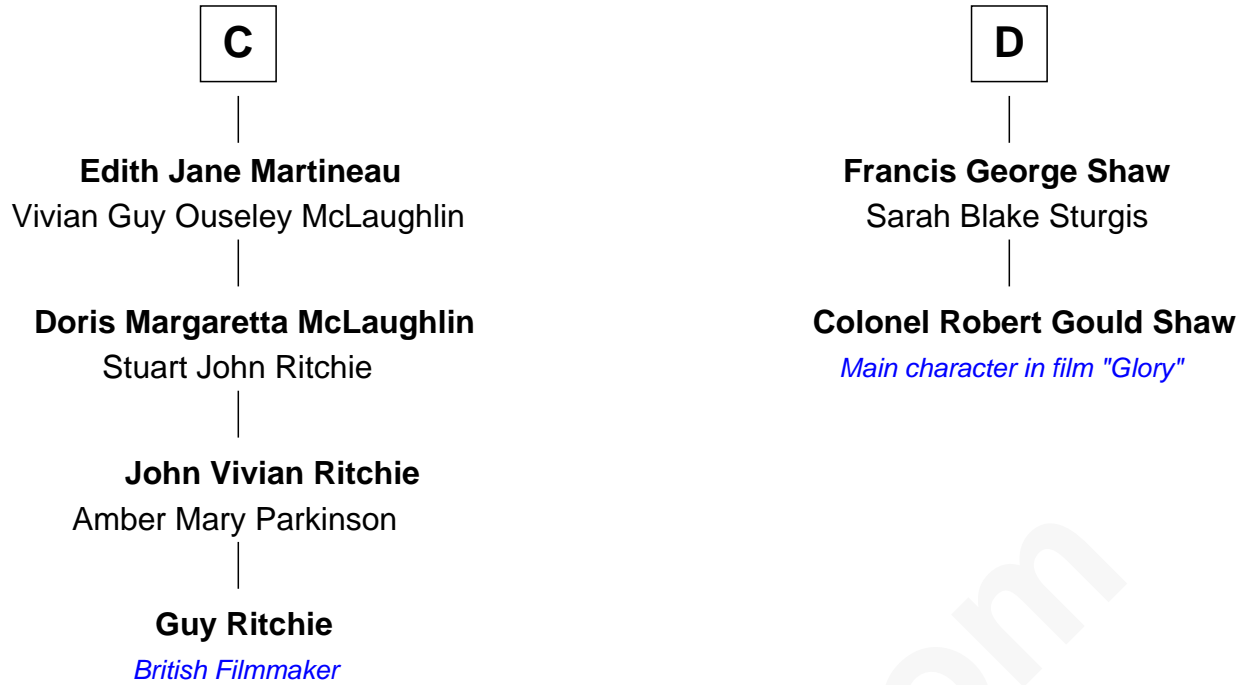 C
Edith Jane Martineau
Vivian Guy Ouseley McLaughlin
Doris Margaretta McLaughlin
Stuart John Ritchie
John Vivian Ritchie
Amber Mary Parkinson
Guy Ritchie
British Filmmaker
D
Francis George Shaw
Sarah Blake Sturgis
Colonel Robert Gould Shaw
Main character in film "Glory"
om